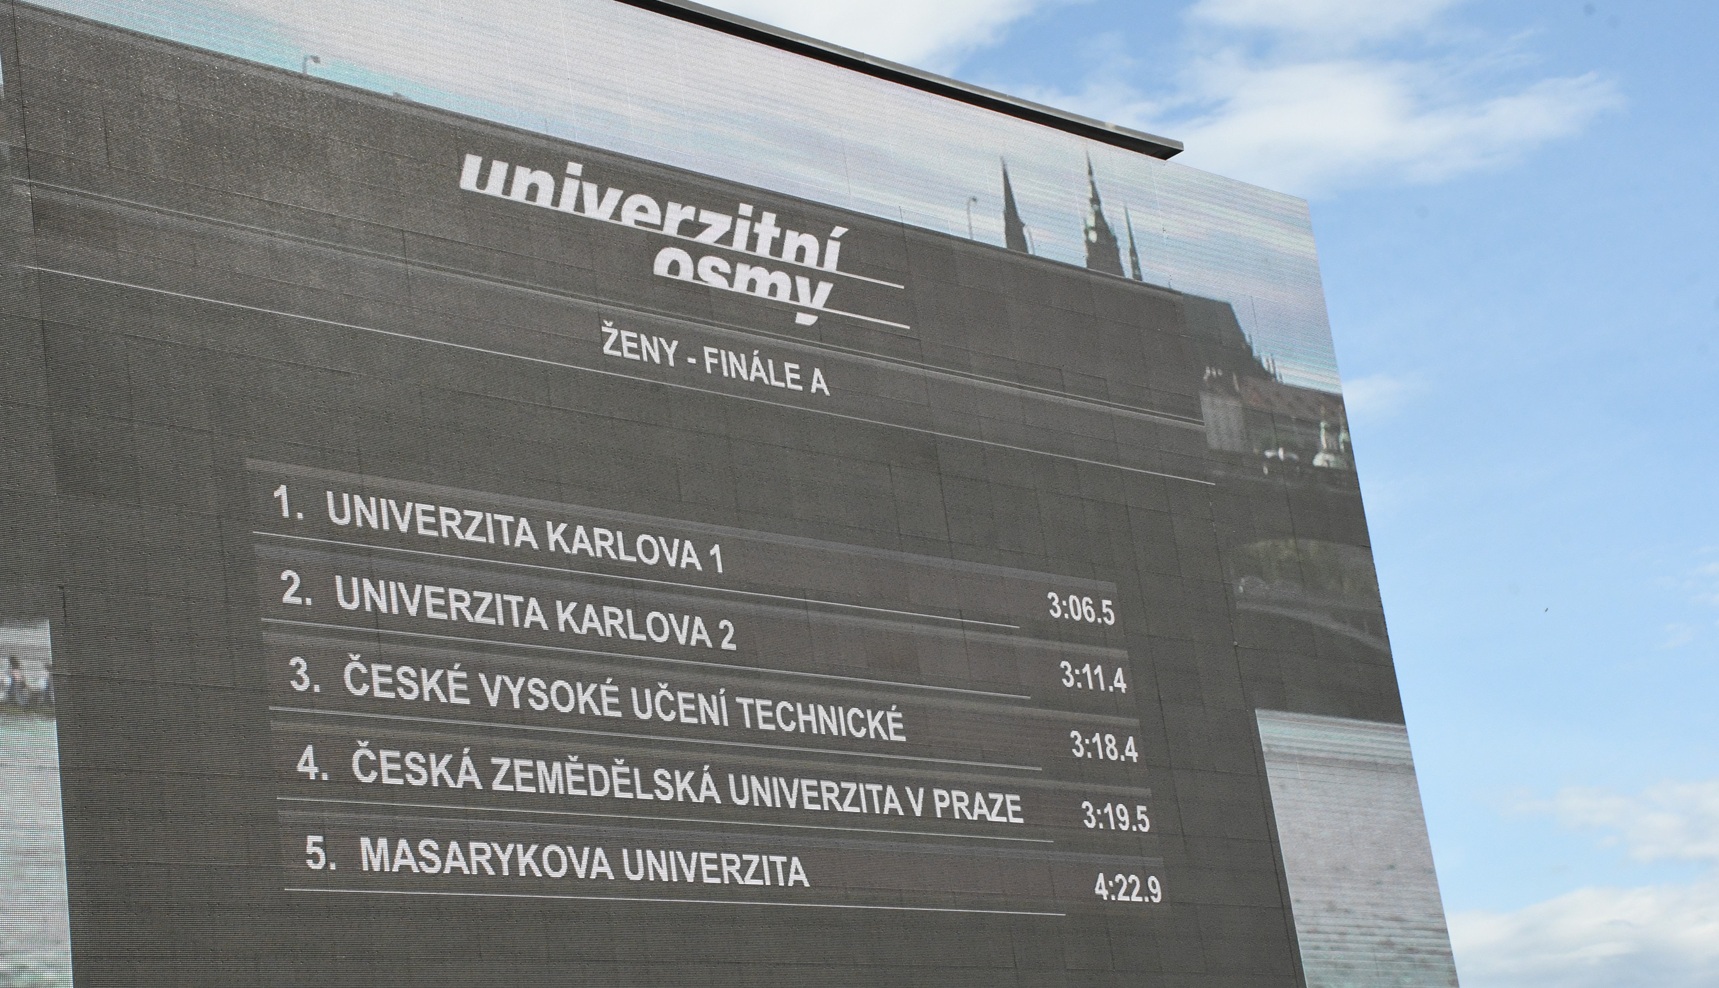 univerzitní
osmy
ŽENY - FINÁLE A
1. UNIVERZITA KARLOVA 1 3:06.5
2. UNIVERZITA KARLOVA 2 3:11.4
3. ČESKÉ VYSOKÉ UČENÍ TECHNICKÉ 3:18.4
4. ČESKÁ ZEMĚDĚLSKÁ UNIVERZITA V PRAZE 3:19.5
5. MASARYKOVA UNIVERZITA 4:22.9